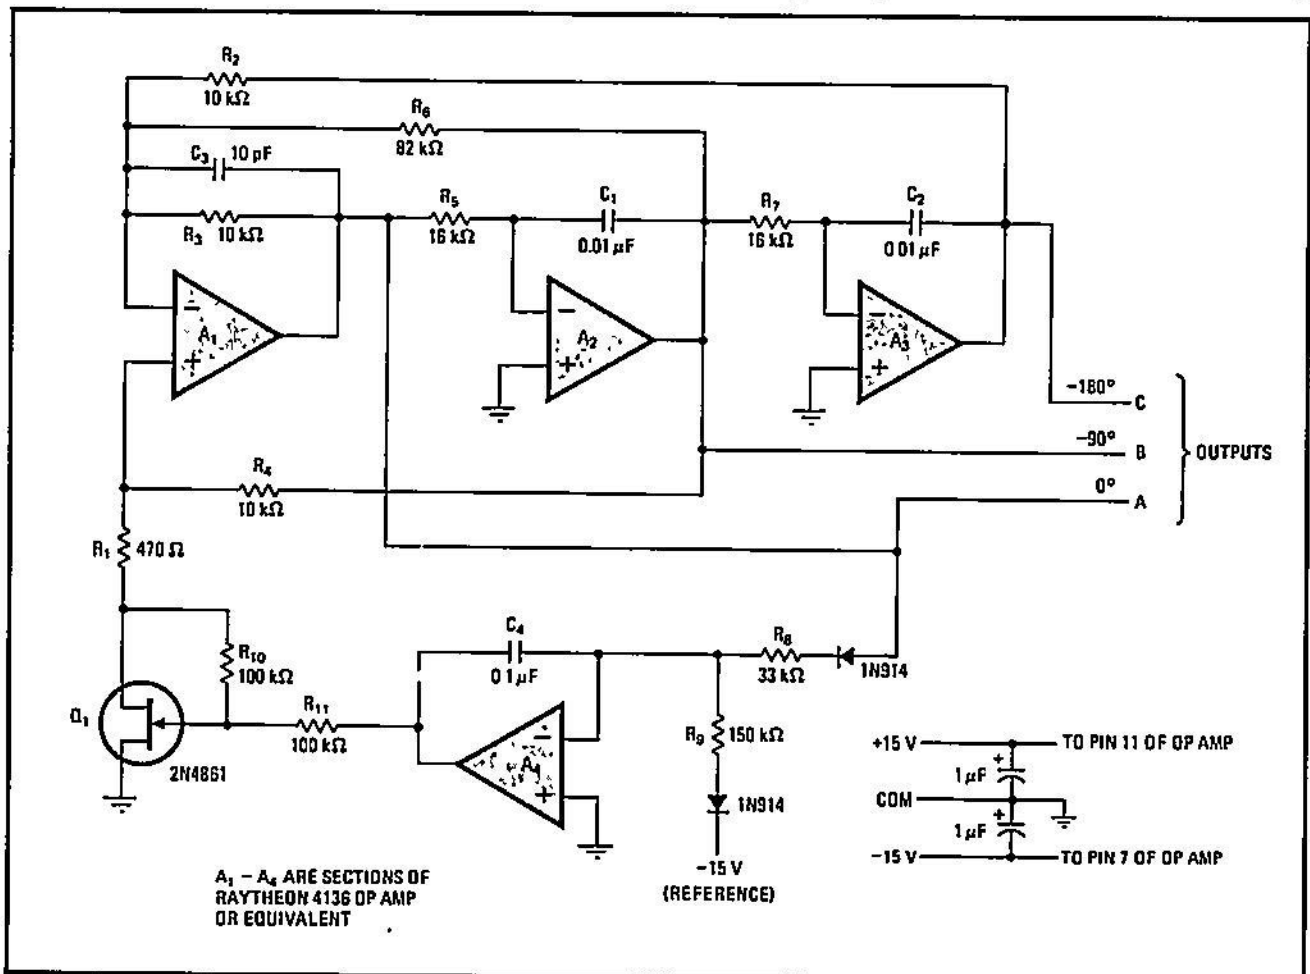 R2
10 kΩ
R6
82 kΩ
C3 10 pF
R3 10 kΩ
R5
16 kΩ
C1
0.01 µF
R7
16 kΩ
C2
0.01 µF
A1
−
+
A2
−
+
A3
−
+
−180° C
−90° B
0° A
OUTPUTS
R4
10 kΩ
R1 470 Ω
R10
100 kΩ
R11
100 kΩ
C4
0.1 µF
R8
33 kΩ
1N914
Q1
2N4861
A4
−
+
R9 150 kΩ
1N914
−15 V
(REFERENCE)
+15 V TO PIN 11 OF OP AMP
+
1 µF
COM
+
1 µF
−15 V TO PIN 7 OF OP AMP
A1 – A4 ARE SECTIONS OF
RAYTHEON 4136 OP AMP
OR EQUIVALENT